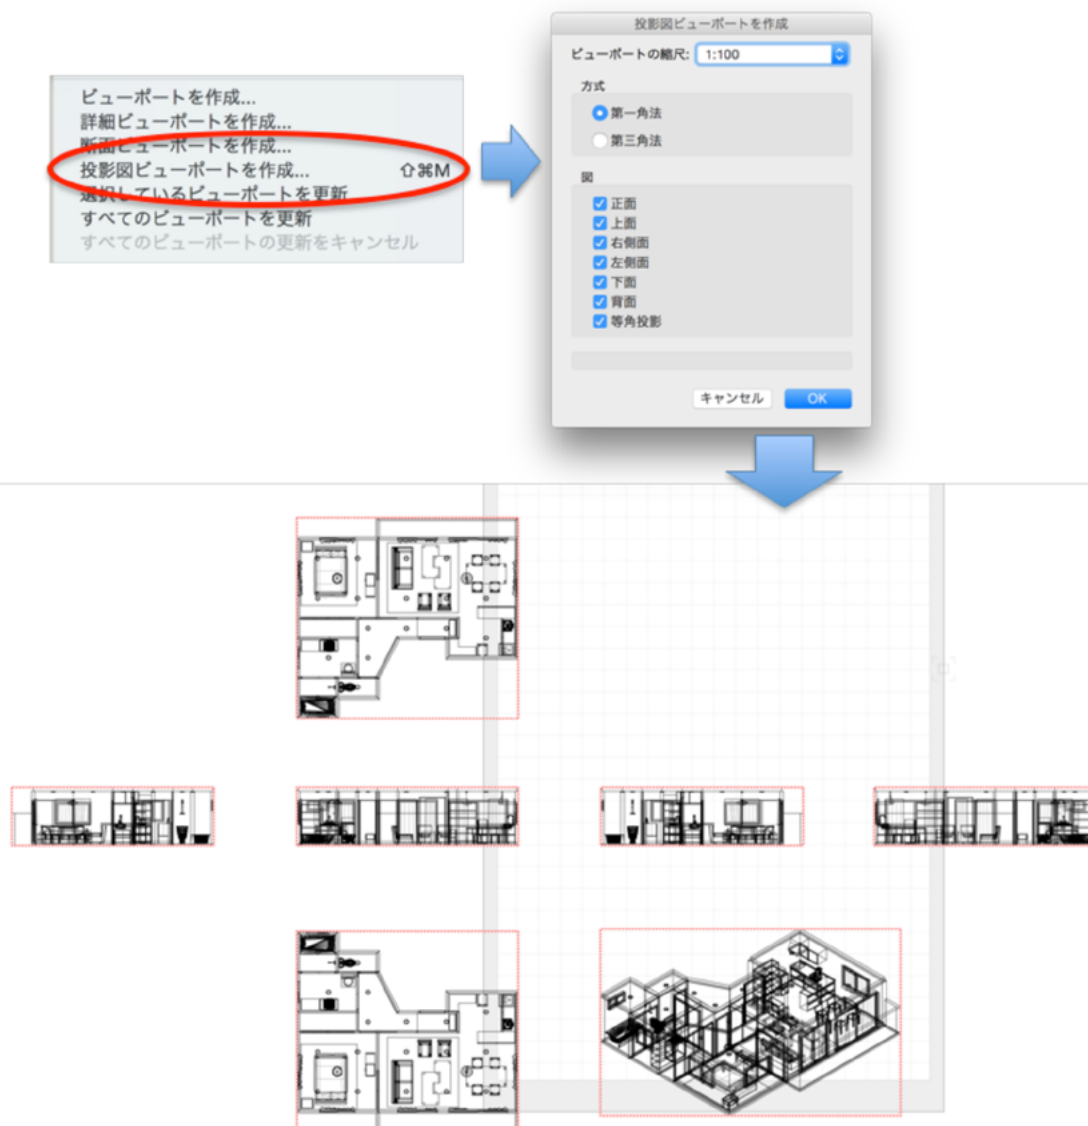 ビューポートを作成...
詳細ビューポートを作成...
断面ビューポートを作成...
投影図ビューポートを作成... ⇧⌘M
選択しているビューポートを更新
すべてのビューポートを更新
すべてのビューポートの更新をキャンセル
投影図ビューポートを作成
ビューポートの縮尺: 1:100
方式
第一角法
第三角法
図
正面
上面
右側面
左側面
下面
背面
等角投影
キャンセル OK